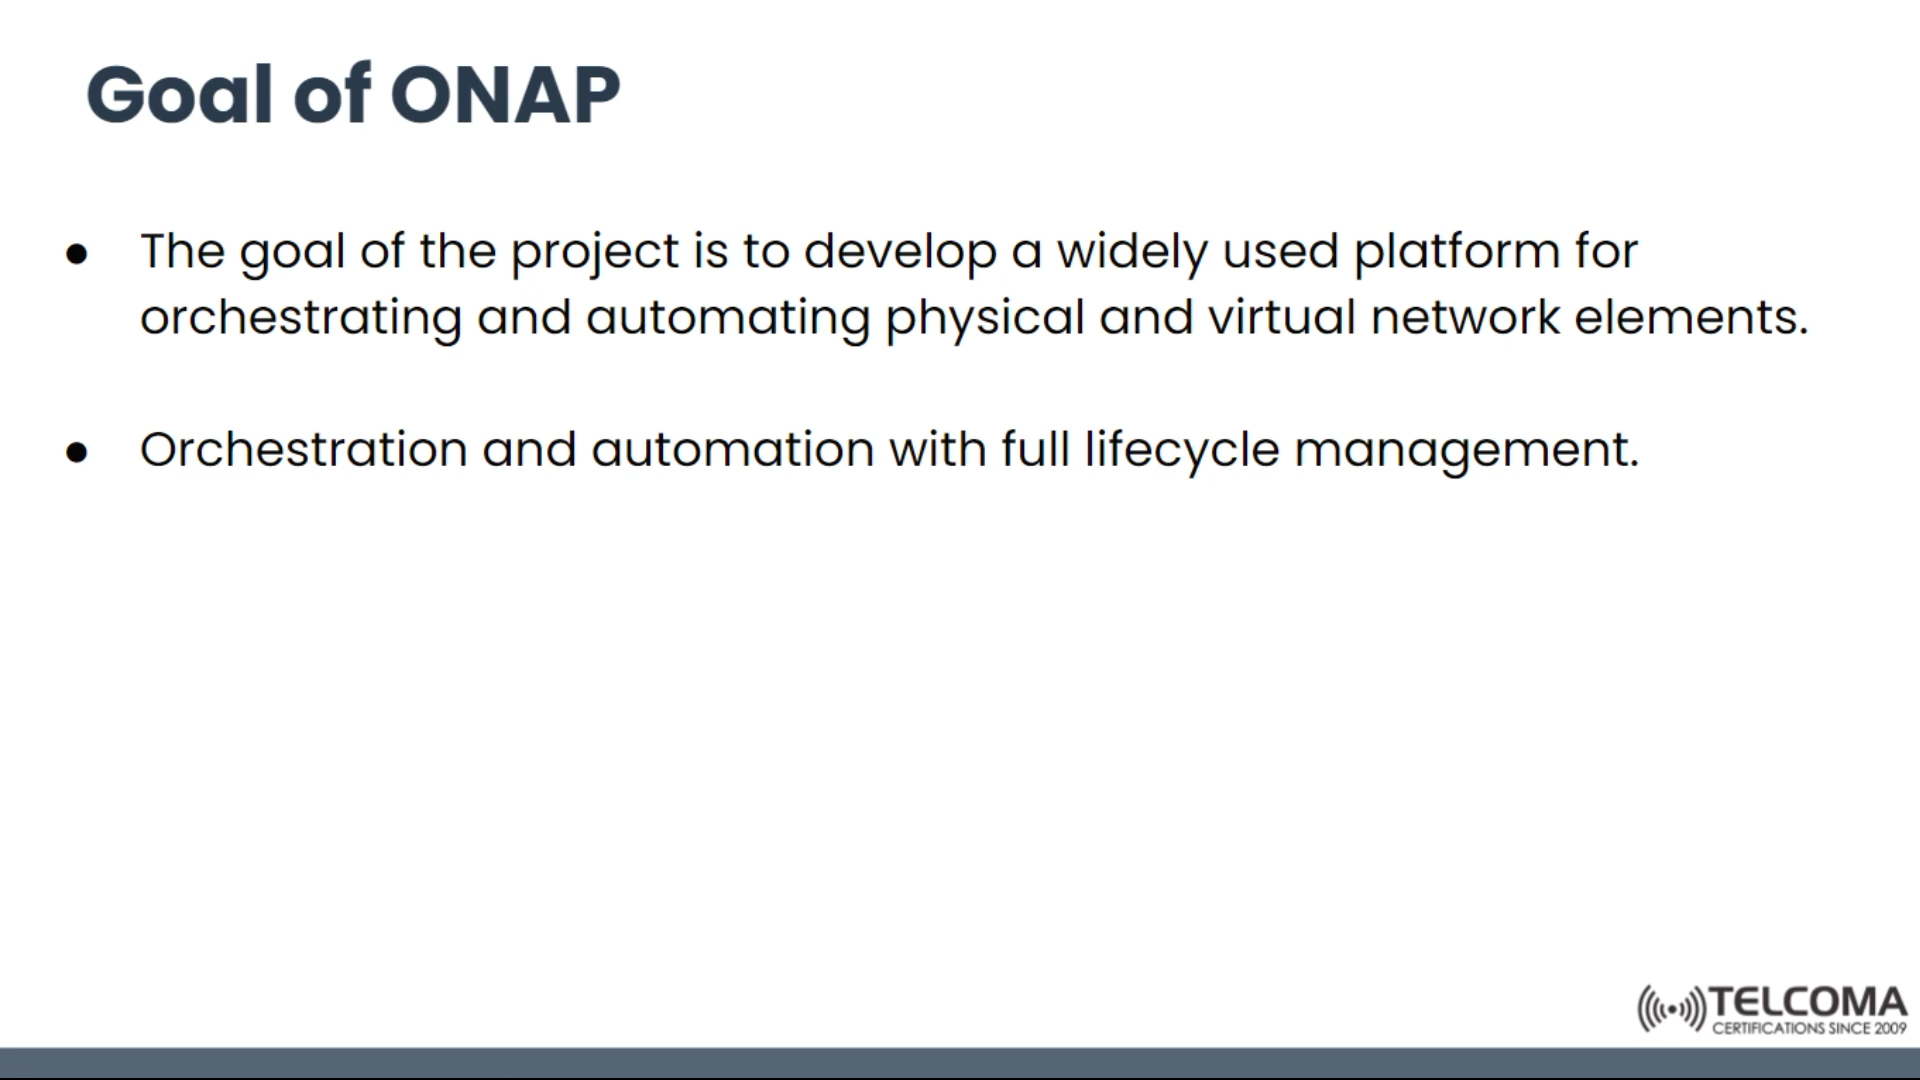 Goal of ONAP
● The goal of the project is to develop a widely used platform for
orchestrating and automating physical and virtual network elements.
● Orchestration and automation with full lifecycle management.
TELCOMA
CERTIFICATIONS SINCE 2009